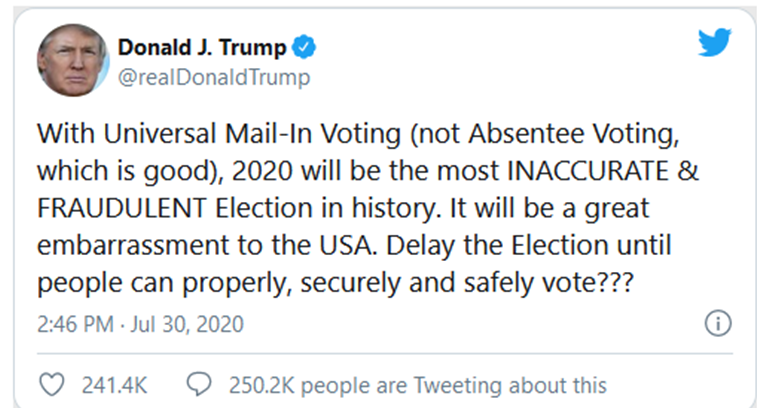 Donald J. Trump
@realDonaldTrump
With Universal Mail-In Voting (not Absentee Voting,
which is good), 2020 will be the most INACCURATE &
FRAUDULENT Election in history. It will be a great
embarrassment to the USA. Delay the Election until
people can properly, securely and safely vote???
2:46 PM · Jul 30, 2020
241.4K 250.2K people are Tweeting about this